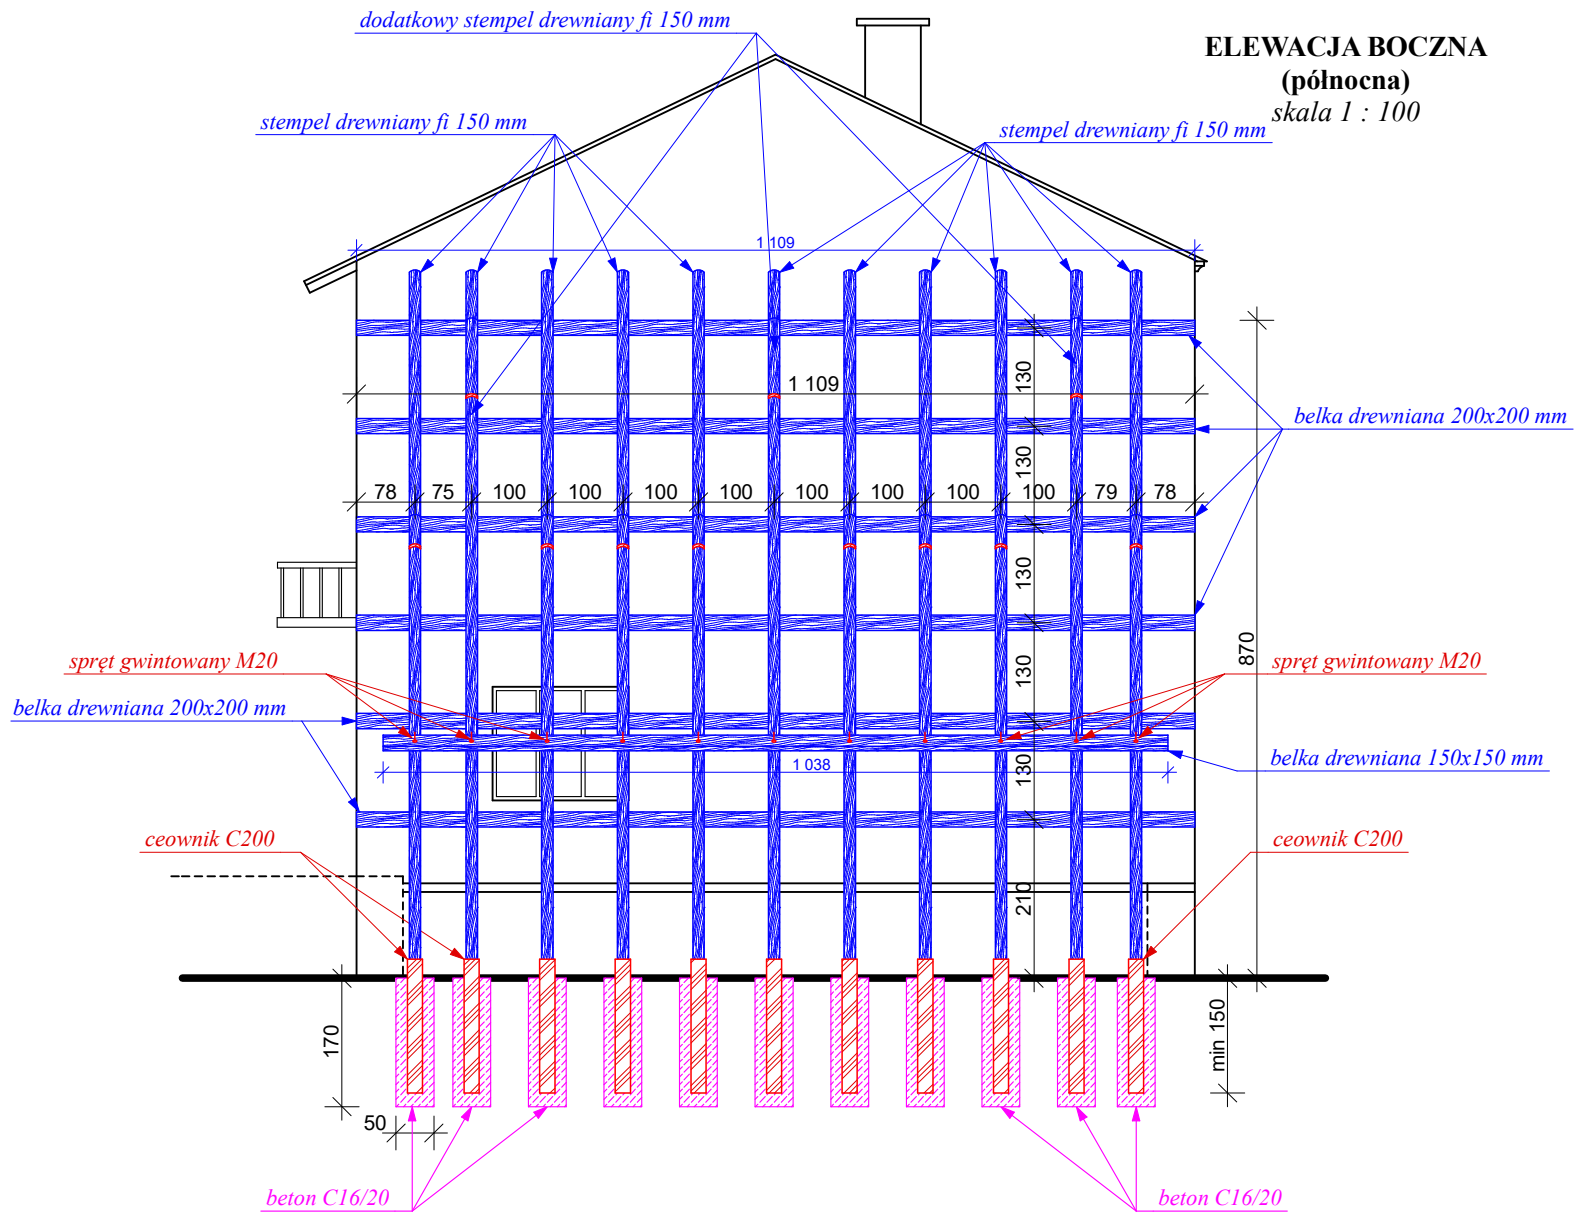 dodatkowy stempel drewniany fi 150 mm
ELEWACJA BOCZNA
(północna)
skala 1 : 100
stempel drewniany fi 150 mm
stempel drewniany fi 150 mm
1 109
130
1 109
belka drewniana 200x200 mm
130
78 75 100 100 100 100 100 100 100 100 79 78
130
870
spręt gwintowany M20
130
spręt gwintowany M20
belka drewniana 200x200 mm
1 038
130
belka drewniana 150x150 mm
ceownik C200
ceownik C200
210
170
min 150
50
beton C16/20
beton C16/20